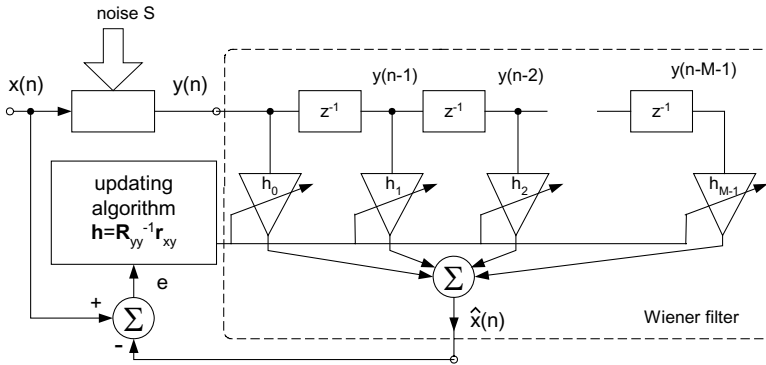 noise S
x(n)
y(n)
y(n-1)
y(n-2)
y(n-M-1)
z⁻¹
z⁻¹
z⁻¹
updating
algorithm
h=R_yy⁻¹r_xy
h₀
h₁
h₂
h_M-1
e
+
Σ
-
Σ
x̂(n)
Wiener filter